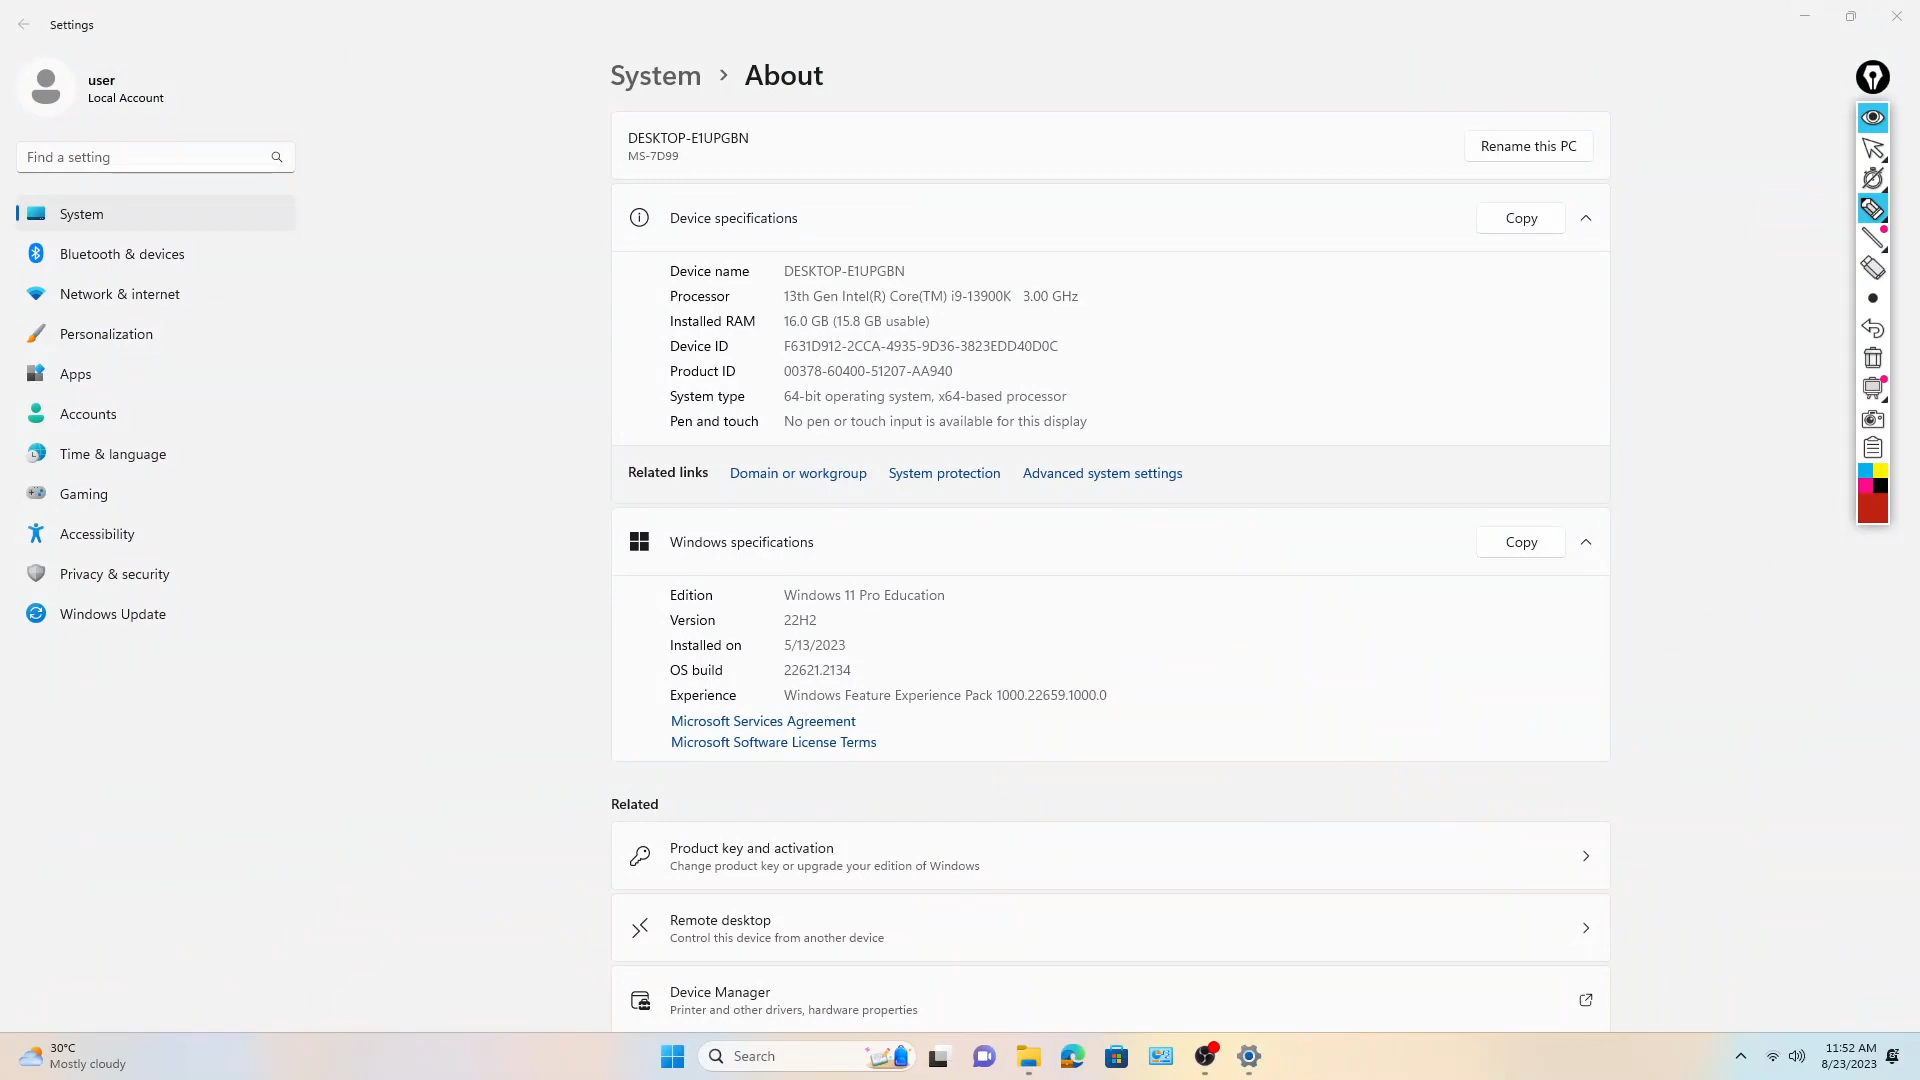 Settings
user
Local Account
Find a setting
System
Bluetooth & devices
Network & internet
Personalization
Apps
Accounts
Time & language
Gaming
Accessibility
Privacy & security
Windows Update
System > About
DESKTOP-E1UPGBN
MS-7D99
Rename this PC
Device specifications
Copy
Device name DESKTOP-E1UPGBN
Processor 13th Gen Intel(R) Core(TM) i9-13900K 3.00 GHz
Installed RAM 16.0 GB (15.8 GB usable)
Device ID F631D912-2CCA-4935-9D36-3823EDD40D0C
Product ID 00378-60400-51207-AA940
System type 64-bit operating system, x64-based processor
Pen and touch No pen or touch input is available for this display
Related links Domain or workgroup System protection Advanced system settings
Windows specifications
Copy
Edition Windows 11 Pro Education
Version 22H2
Installed on 5/13/2023
OS build 22621.2134
Experience Windows Feature Experience Pack 1000.22659.1000.0
Microsoft Services Agreement
Microsoft Software License Terms
Related
Product key and activation
Change product key or upgrade your edition of Windows
Remote desktop
Control this device from another device
Device Manager
Printer and other drivers, hardware properties
30°C
Mostly cloudy
Search
11:52 AM
8/23/2023